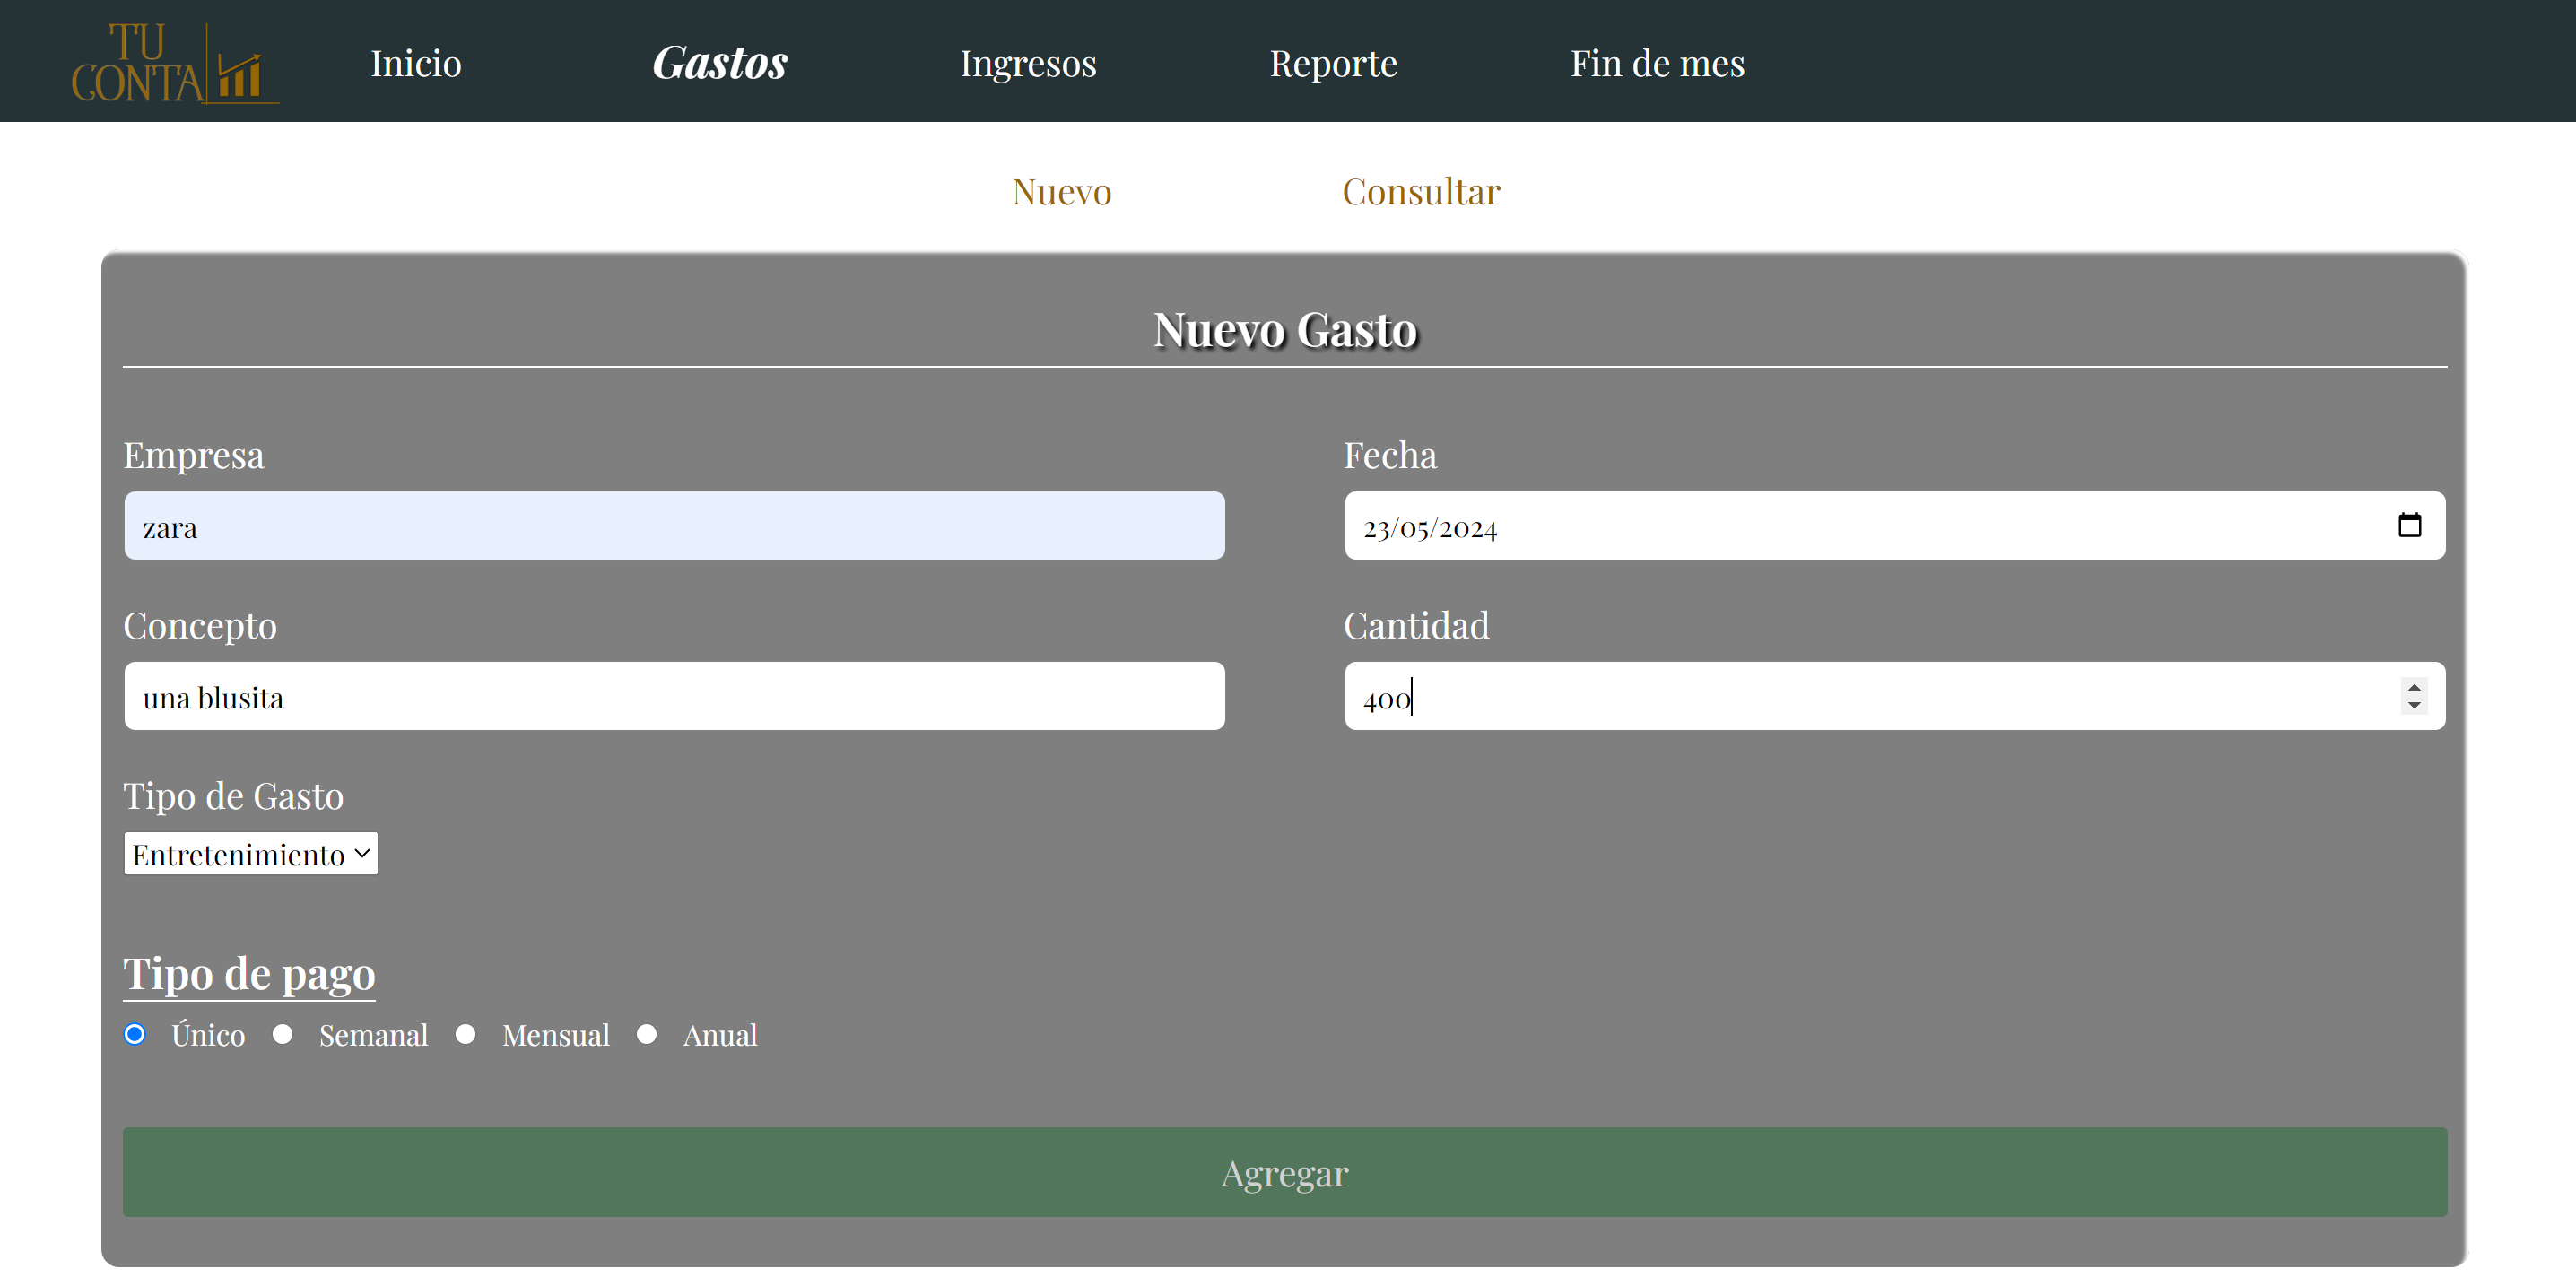 TU
CONTA
Inicio Gastos Ingresos Reporte Fin de mes
Nuevo Consultar
Nuevo Gasto
Empresa Fecha
zara 23/05/2024
Concepto Cantidad
una blusita 400
Tipo de Gasto
Entretenimiento
Tipo de pago
Único Semanal Mensual Anual
Agregar